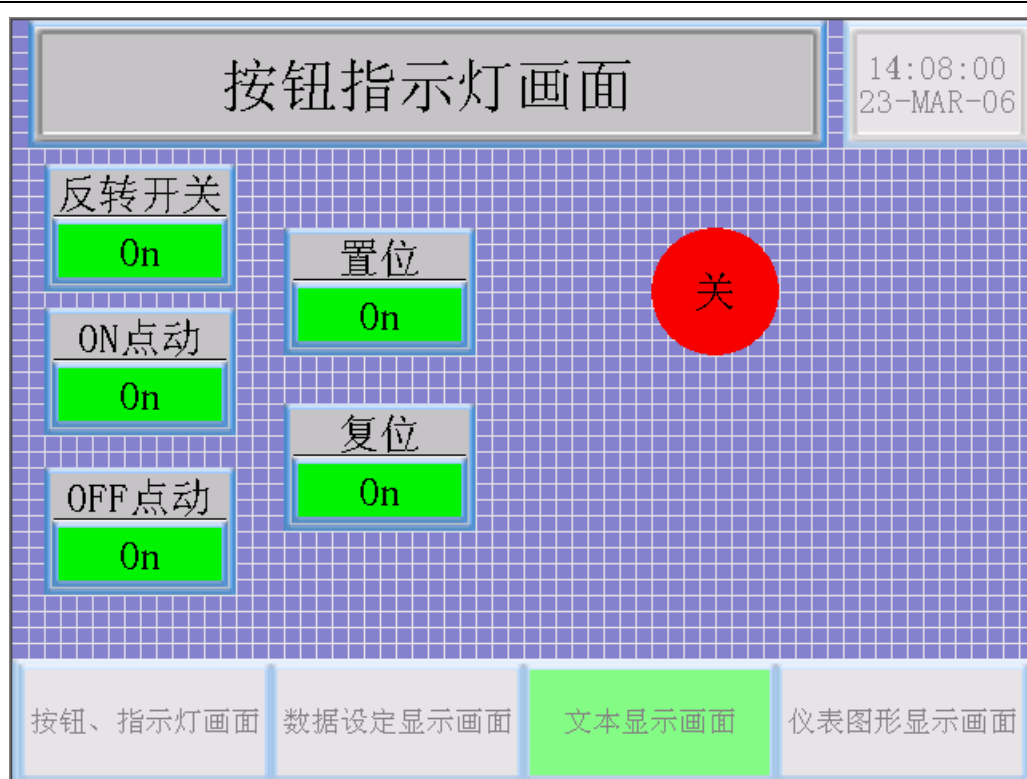 按钮指示灯画面
14:08:00
23-MAR-06
反转开关
On
置位
On
关
ON点动
On
复位
On
OFF点动
On
按钮、指示灯画面
数据设定显示画面
文本显示画面
仪表图形显示画面